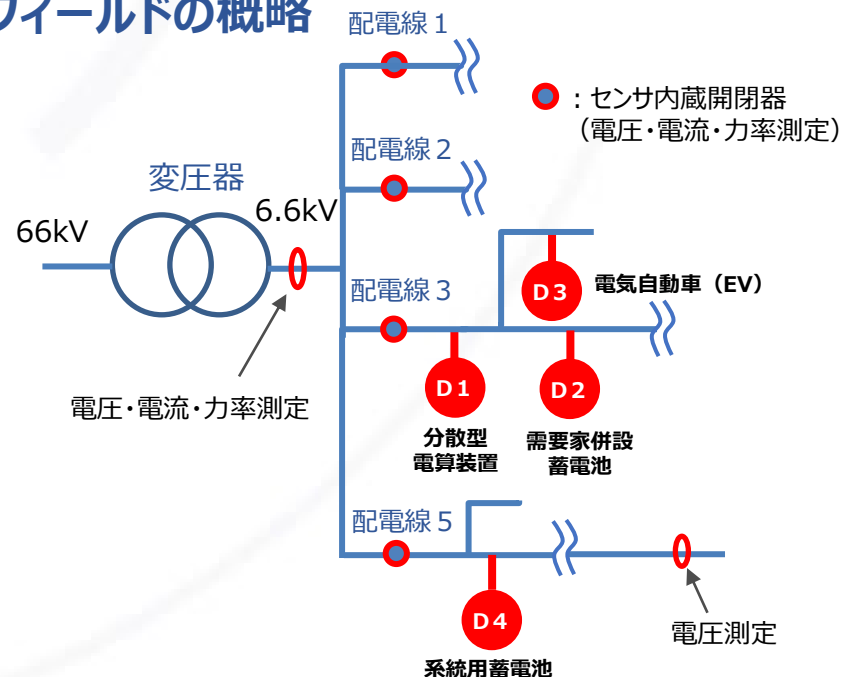 フィールドの概略
配電線１
：センサ内蔵開閉器
（電圧・電流・力率測定）
配電線２
変圧器
6.6kV
66kV
配電線３
D3
電気自動車（EV）
電圧・電流・力率測定
D1
D2
分散型
電算装置
需要家併設
蓄電池
配電線５
D4
電圧測定
系統用蓄電池